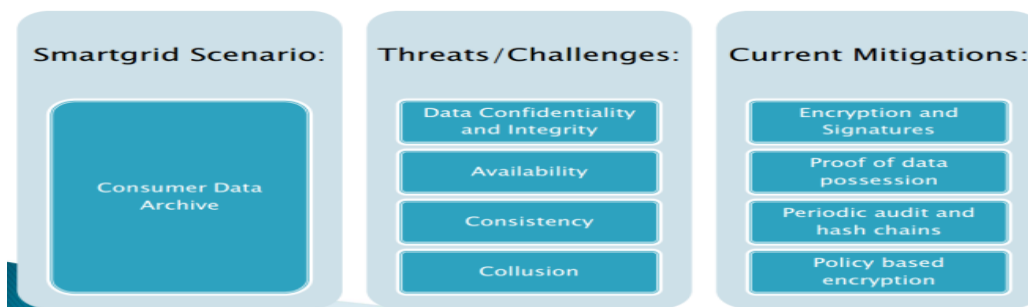 Smartgrid Scenario:
Consumer Data
Archive
Threats/Challenges:
Data Confidentiality
and Integrity
Availability
Consistency
Collusion
Current Mitigations:
Encryption and
Signatures
Proof of data
possession
Periodic audit and
hash chains
Policy based
encryption